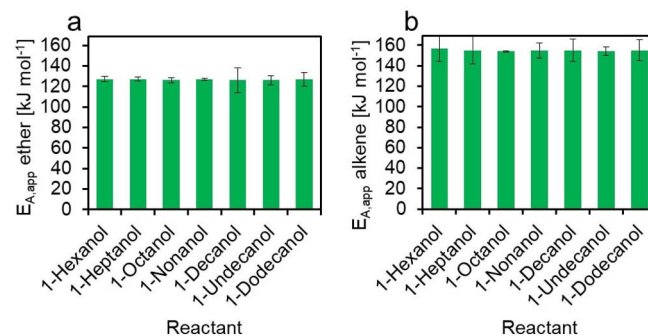 a
E_A,app ether [kJ mol⁻¹]
160
140
120
100
80
60
40
20
0
1-Hexanol
1-Heptanol
1-Octanol
1-Nonanol
1-Decanol
1-Undecanol
1-Dodecanol
Reactant
b
E_A,app alkene [kJ mol⁻¹]
160
140
120
100
80
60
40
20
0
1-Hexanol
1-Heptanol
1-Octanol
1-Nonanol
1-Decanol
1-Undecanol
1-Dodecanol
Reactant